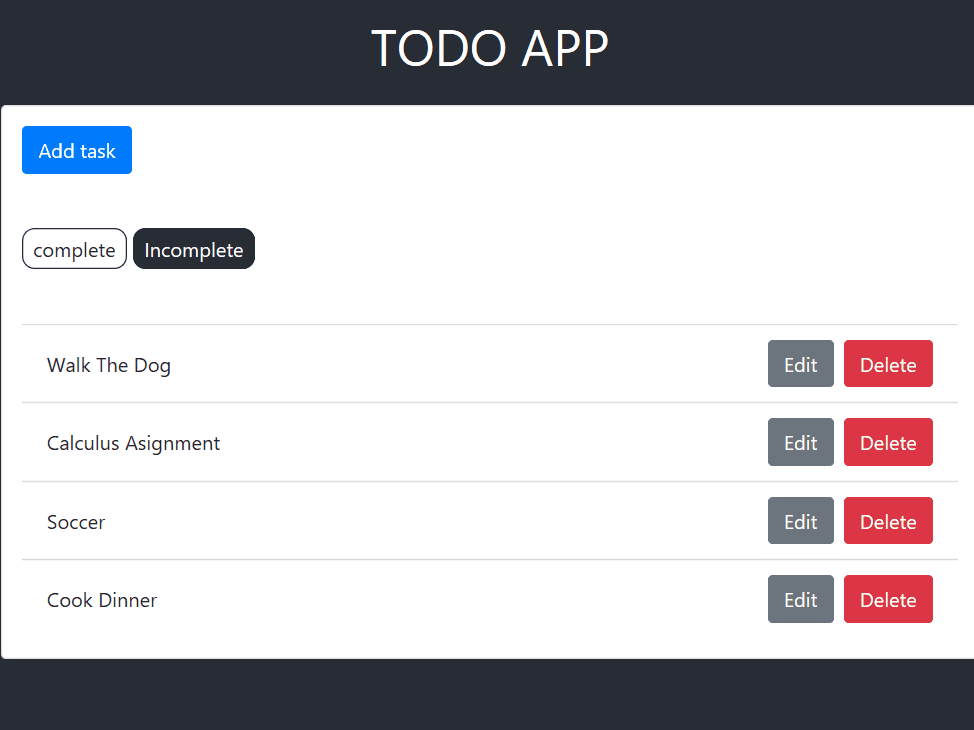 TODO APP
Add task
complete Incomplete
Walk The Dog Edit Delete
Calculus Asignment Edit Delete
Soccer Edit Delete
Cook Dinner Edit Delete